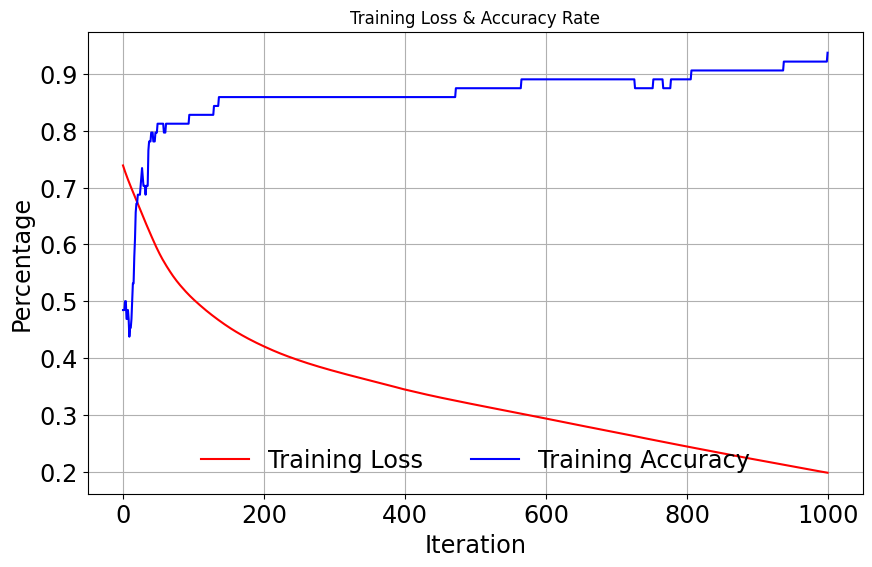 Training Loss & Accuracy Rate
Percentage
0.9
0.8
0.7
0.6
0.5
0.4
0.3
0.2
Training Loss Training Accuracy
0 200 400 600 800 1000
Iteration